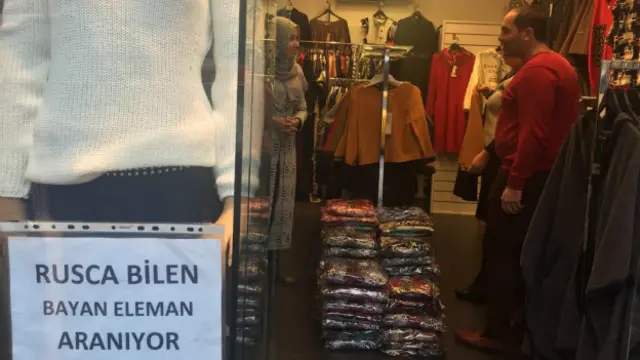 RUSCA BİLEN
BAYAN ELEMAN
ARANIYOR